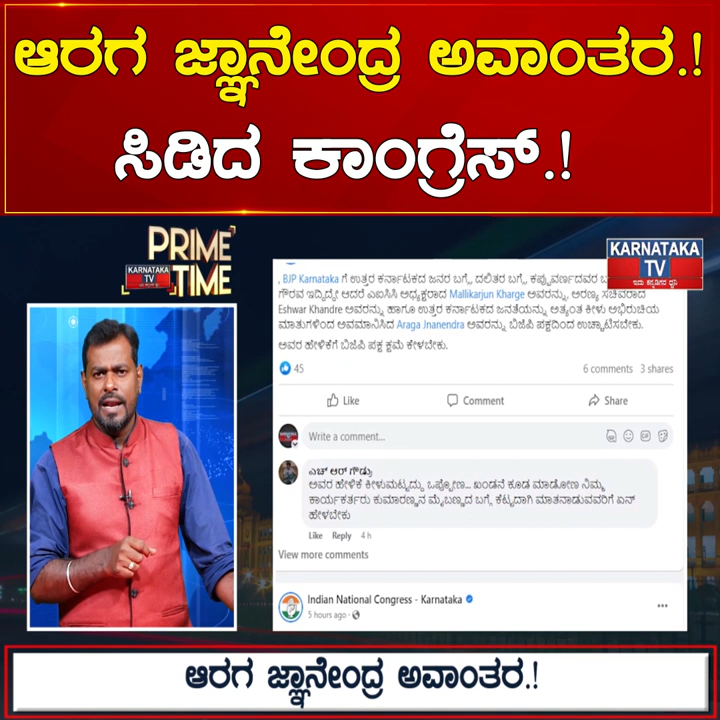 ಆರಗ ಜ್ಞಾನೇಂದ್ರ ಅವಾಂತರ.!
ಸಿಡಿದ ಕಾಂಗ್ರೆಸ್.!
PRIME
TIME
KARNATAKA
TV
KARNATAKA
TV
ಇದು ಕನ್ನಡಿಗರ ಧ್ವನಿ
, BJP Karnataka ಗೆ ಉತ್ತರ ಕರ್ನಾಟಕದ ಜನರ ಬಗ್ಗೆ, ದಲಿತರ ಬಗ್ಗೆ, ಕಪ್ಪುವರ್ಣದವರ
ಗೌರವ ಇದ್ದಿದ್ದೇ ಆದರೆ ಎಐಸಿಸಿ ಅಧ್ಯಕ್ಷರಾದ Mallikarjun Kharge ಅವರನ್ನು, ಅರಣ್ಯ ಸಚಿವರಾದ
Eshwar Khandre ಅವರನ್ನು ಹಾಗೂ ಉತ್ತರ ಕರ್ನಾಟಕದ ಜನತೆಯನ್ನು ಅತ್ಯಂತ ಕೀಳು ಅಭಿರುಚಿಯ
ಮಾತುಗಳಿಂದ ಅವಮಾನಿಸಿದ Araga Jnanendra ಅವರನ್ನು ಬಿಜೆಪಿ ಪಕ್ಷದಿಂದ ಉಚ್ಚಾಟಿಸಬೇಕು.
ಅವರ ಹೇಳಿಕೆಗೆ ಬಿಜೆಪಿ ಪಕ್ಷ ಕ್ಷಮೆ ಕೇಳಬೇಕು.
45 6 comments 3 shares
Like Comment Share
Write a comment...
ಎಚ್ ಆರ್ ಗೌಡ್ರು
ಅವರ ಹೇಳಿಕೆ ಕೀಳುಮಟ್ಟದ್ದು ಒಪ್ಪೋಣ... ಖಂಡನೆ ಕೂಡ ಮಾಡೋಣ ನಿಮ್ಮ
ಕಾರ್ಯಕರ್ತರು ಕುಮಾರಣ್ಣನ ಮೈಬಣ್ಣದ ಬಗ್ಗೆ ಕೆಟ್ಟದಾಗಿ ಮಾತನಾಡುವವರಿಗೆ ಏನ್
ಹೇಳಬೇಕು
Like Reply 4 h
View more comments
Indian National Congress - Karnataka
5 hours ago
ಆರಗ ಜ್ಞಾನೇಂದ್ರ ಅವಾಂತರ.!